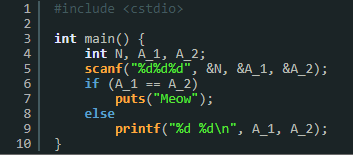 1 #include <cstdio>
2
3 int main() {
4     int N, A_1, A_2;
5     scanf("%d%d%d", &N, &A_1, &A_2);
6     if (A_1 == A_2)
7         puts("Meow");
8     else
9         printf("%d %d\n", A_1, A_2);
10 }